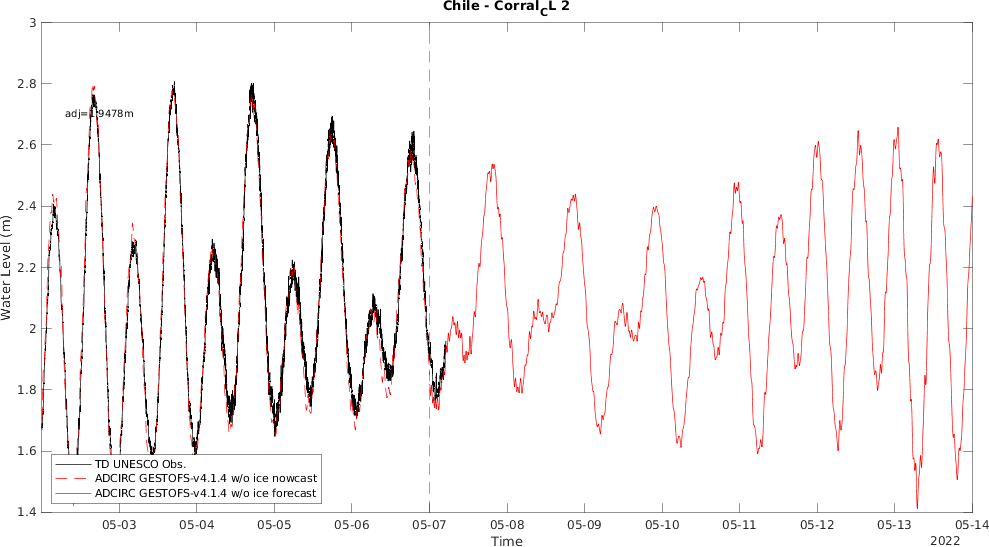 Chile - Corral_CL 2
Water Level (m)
3
2.8
2.6
2.4
2.2
2
1.8
1.6
1.4
adj=1.9478m
TD UNESCO Obs.
ADCIRC GESTOFS-v4.1.4 w/o ice nowcast
ADCIRC GESTOFS-v4.1.4 w/o ice forecast
05-03 05-04 05-05 05-06 05-07 05-08 05-09 05-10 05-11 05-12 05-13 05-14
Time
2022